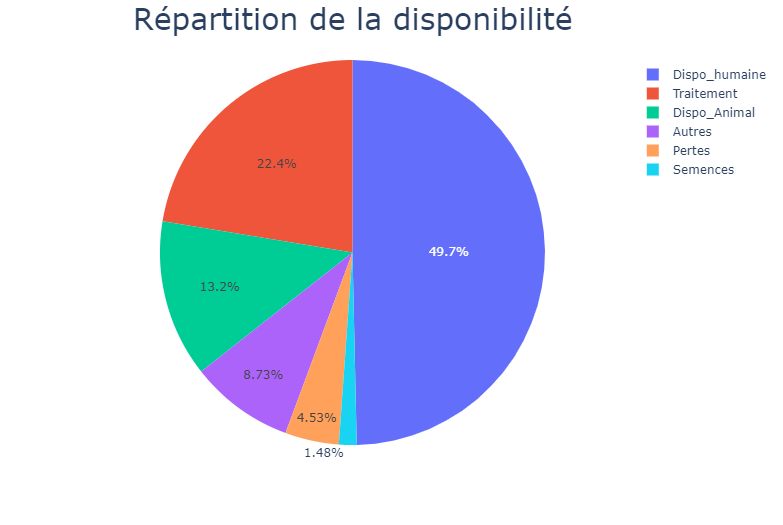 Répartition de la disponibilité
Dispo_humaine
Traitement
Dispo_Animal
Autres
Pertes
Semences
22.4%
49.7%
13.2%
8.73%
4.53%
1.48%